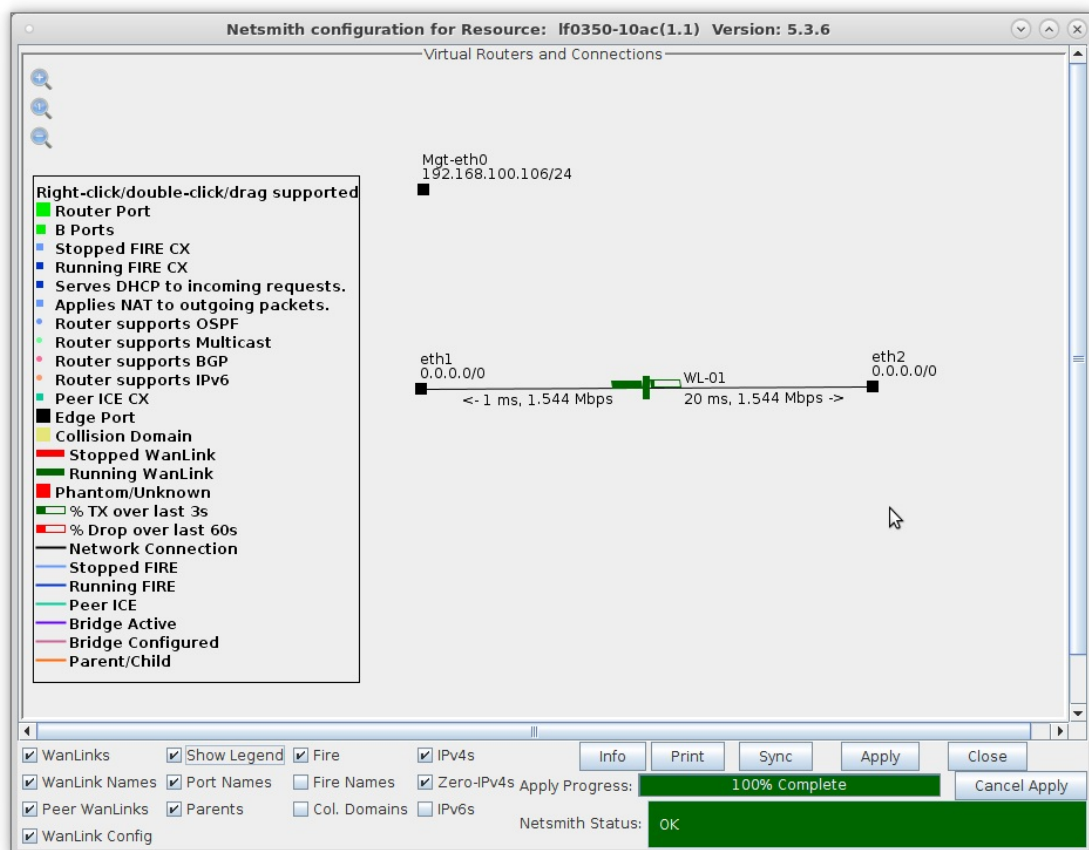 Netsmith configuration for Resource: lf0350-10ac(1.1) Version: 5.3.6
Virtual Routers and Connections
Mgt-eth0
192.168.100.106/24
Right-click/double-click/drag supported
Router Port
B Ports
Stopped FIRE CX
Running FIRE CX
Serves DHCP to incoming requests.
Applies NAT to outgoing packets.
Router supports OSPF
Router supports Multicast
Router supports BGP
Router supports IPv6
Peer ICE CX
Edge Port
Collision Domain
Stopped WanLink
Running WanLink
Phantom/Unknown
% TX over last 3s
% Drop over last 60s
Network Connection
Stopped FIRE
Running FIRE
Peer ICE
Bridge Active
Bridge Configured
Parent/Child
eth1
0.0.0.0/0
WL-01
eth2
0.0.0.0/0
<- 1 ms, 1.544 Mbps
20 ms, 1.544 Mbps ->
WanLinks Show Legend Fire IPv4s Info Print Sync Apply Close
WanLink Names Port Names Fire Names Zero-IPv4s Apply Progress: 100% Complete Cancel Apply
Peer WanLinks Parents Col. Domains IPv6s
Netsmith Status: OK
WanLink Config